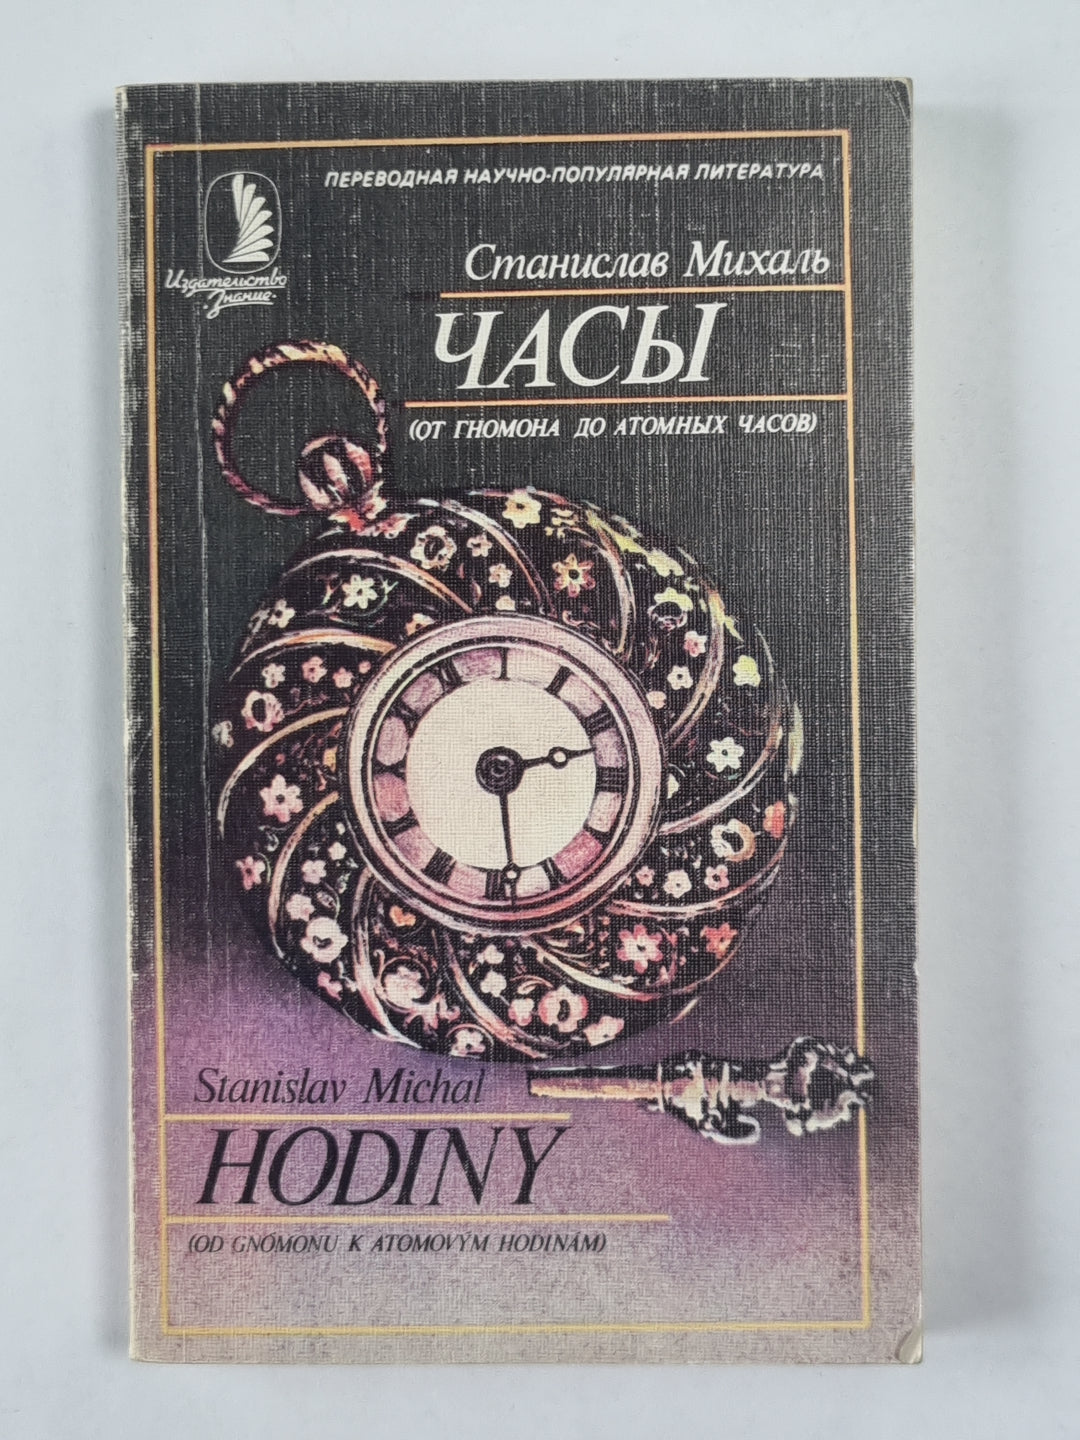 ПЕРЕВОДНАЯ НАУЧНО-ПОПУЛЯРНАЯ ЛИТЕРАТУРА
Издательство
·Знание·
Станислав Михаль
ЧАСЫ
(ОТ ГНОМОНА ДО АТОМНЫХ ЧАСОВ)
Stanislav Michal
HODINY
(OD GNÓMONU K ATOMOVÝM HODINÁM)